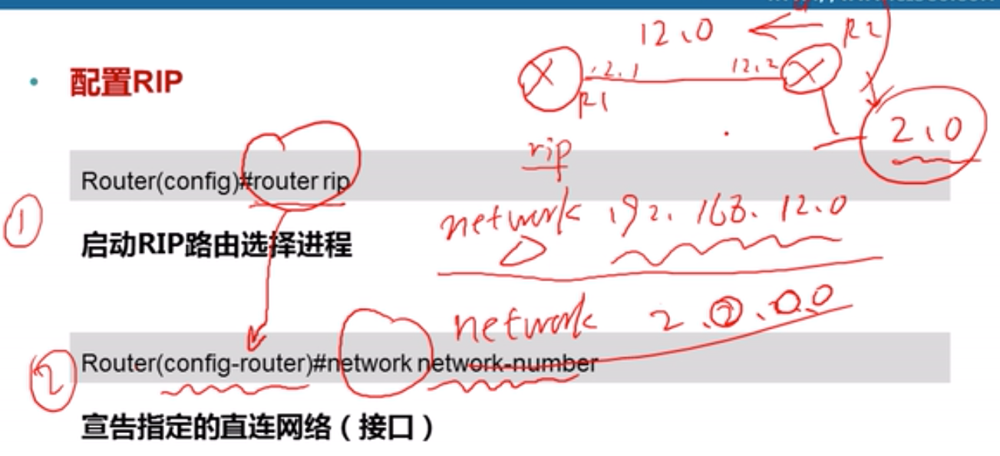 12.0
R2
12.1
12.2
R1
• 配置RIP
2.0
rip
Router(config)#router rip
network 192.168.12.0
①
启动RIP路由选择进程
network 2.0.0.0
②
Router(config-router)#network network-number
宣告指定的直连网络（接口）